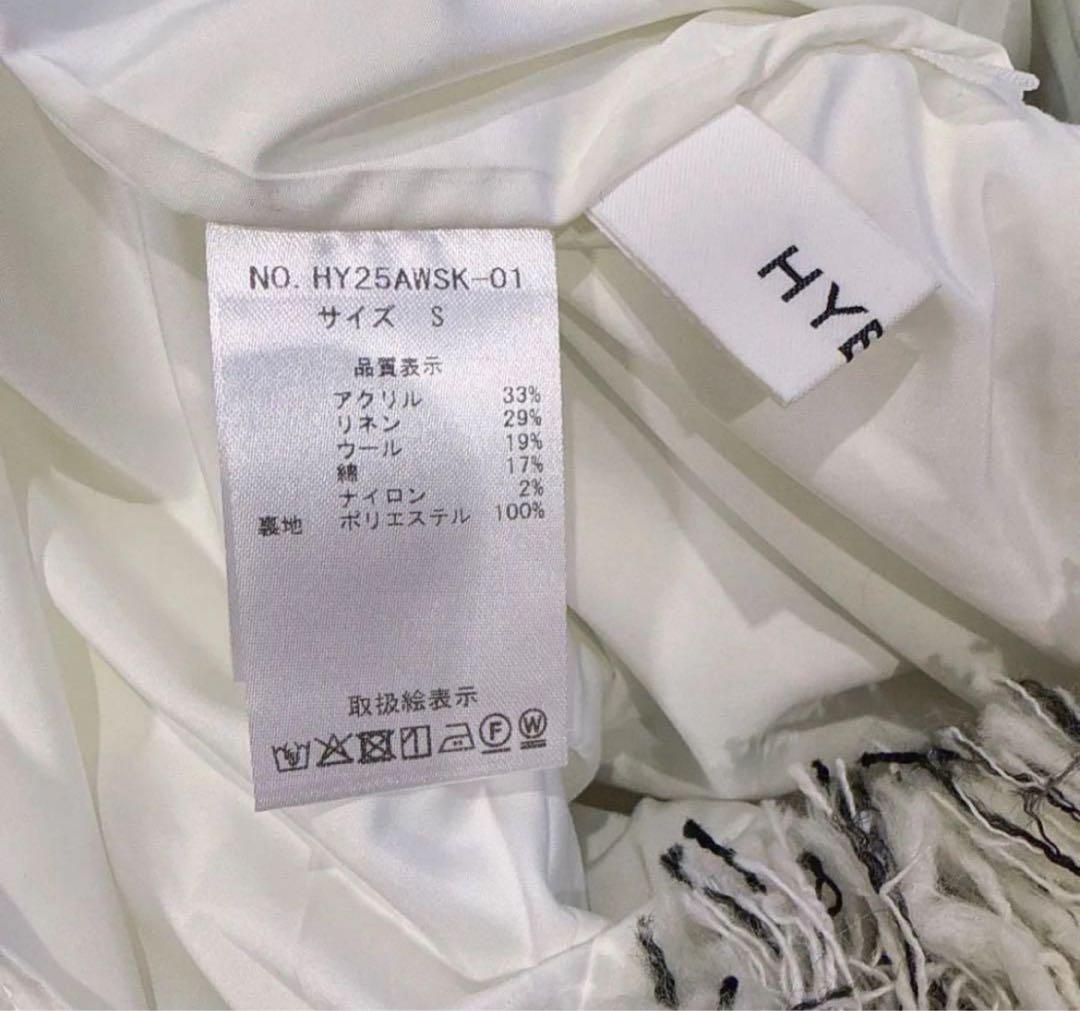 NO. HY25AWSK-01
サイズ S
品質表示
アクリル 33%
リネン 29%
ウール 19%
綿 17%
ナイロン 2%
裏地 ポリエステル 100%
取扱絵表示
F W
HYE